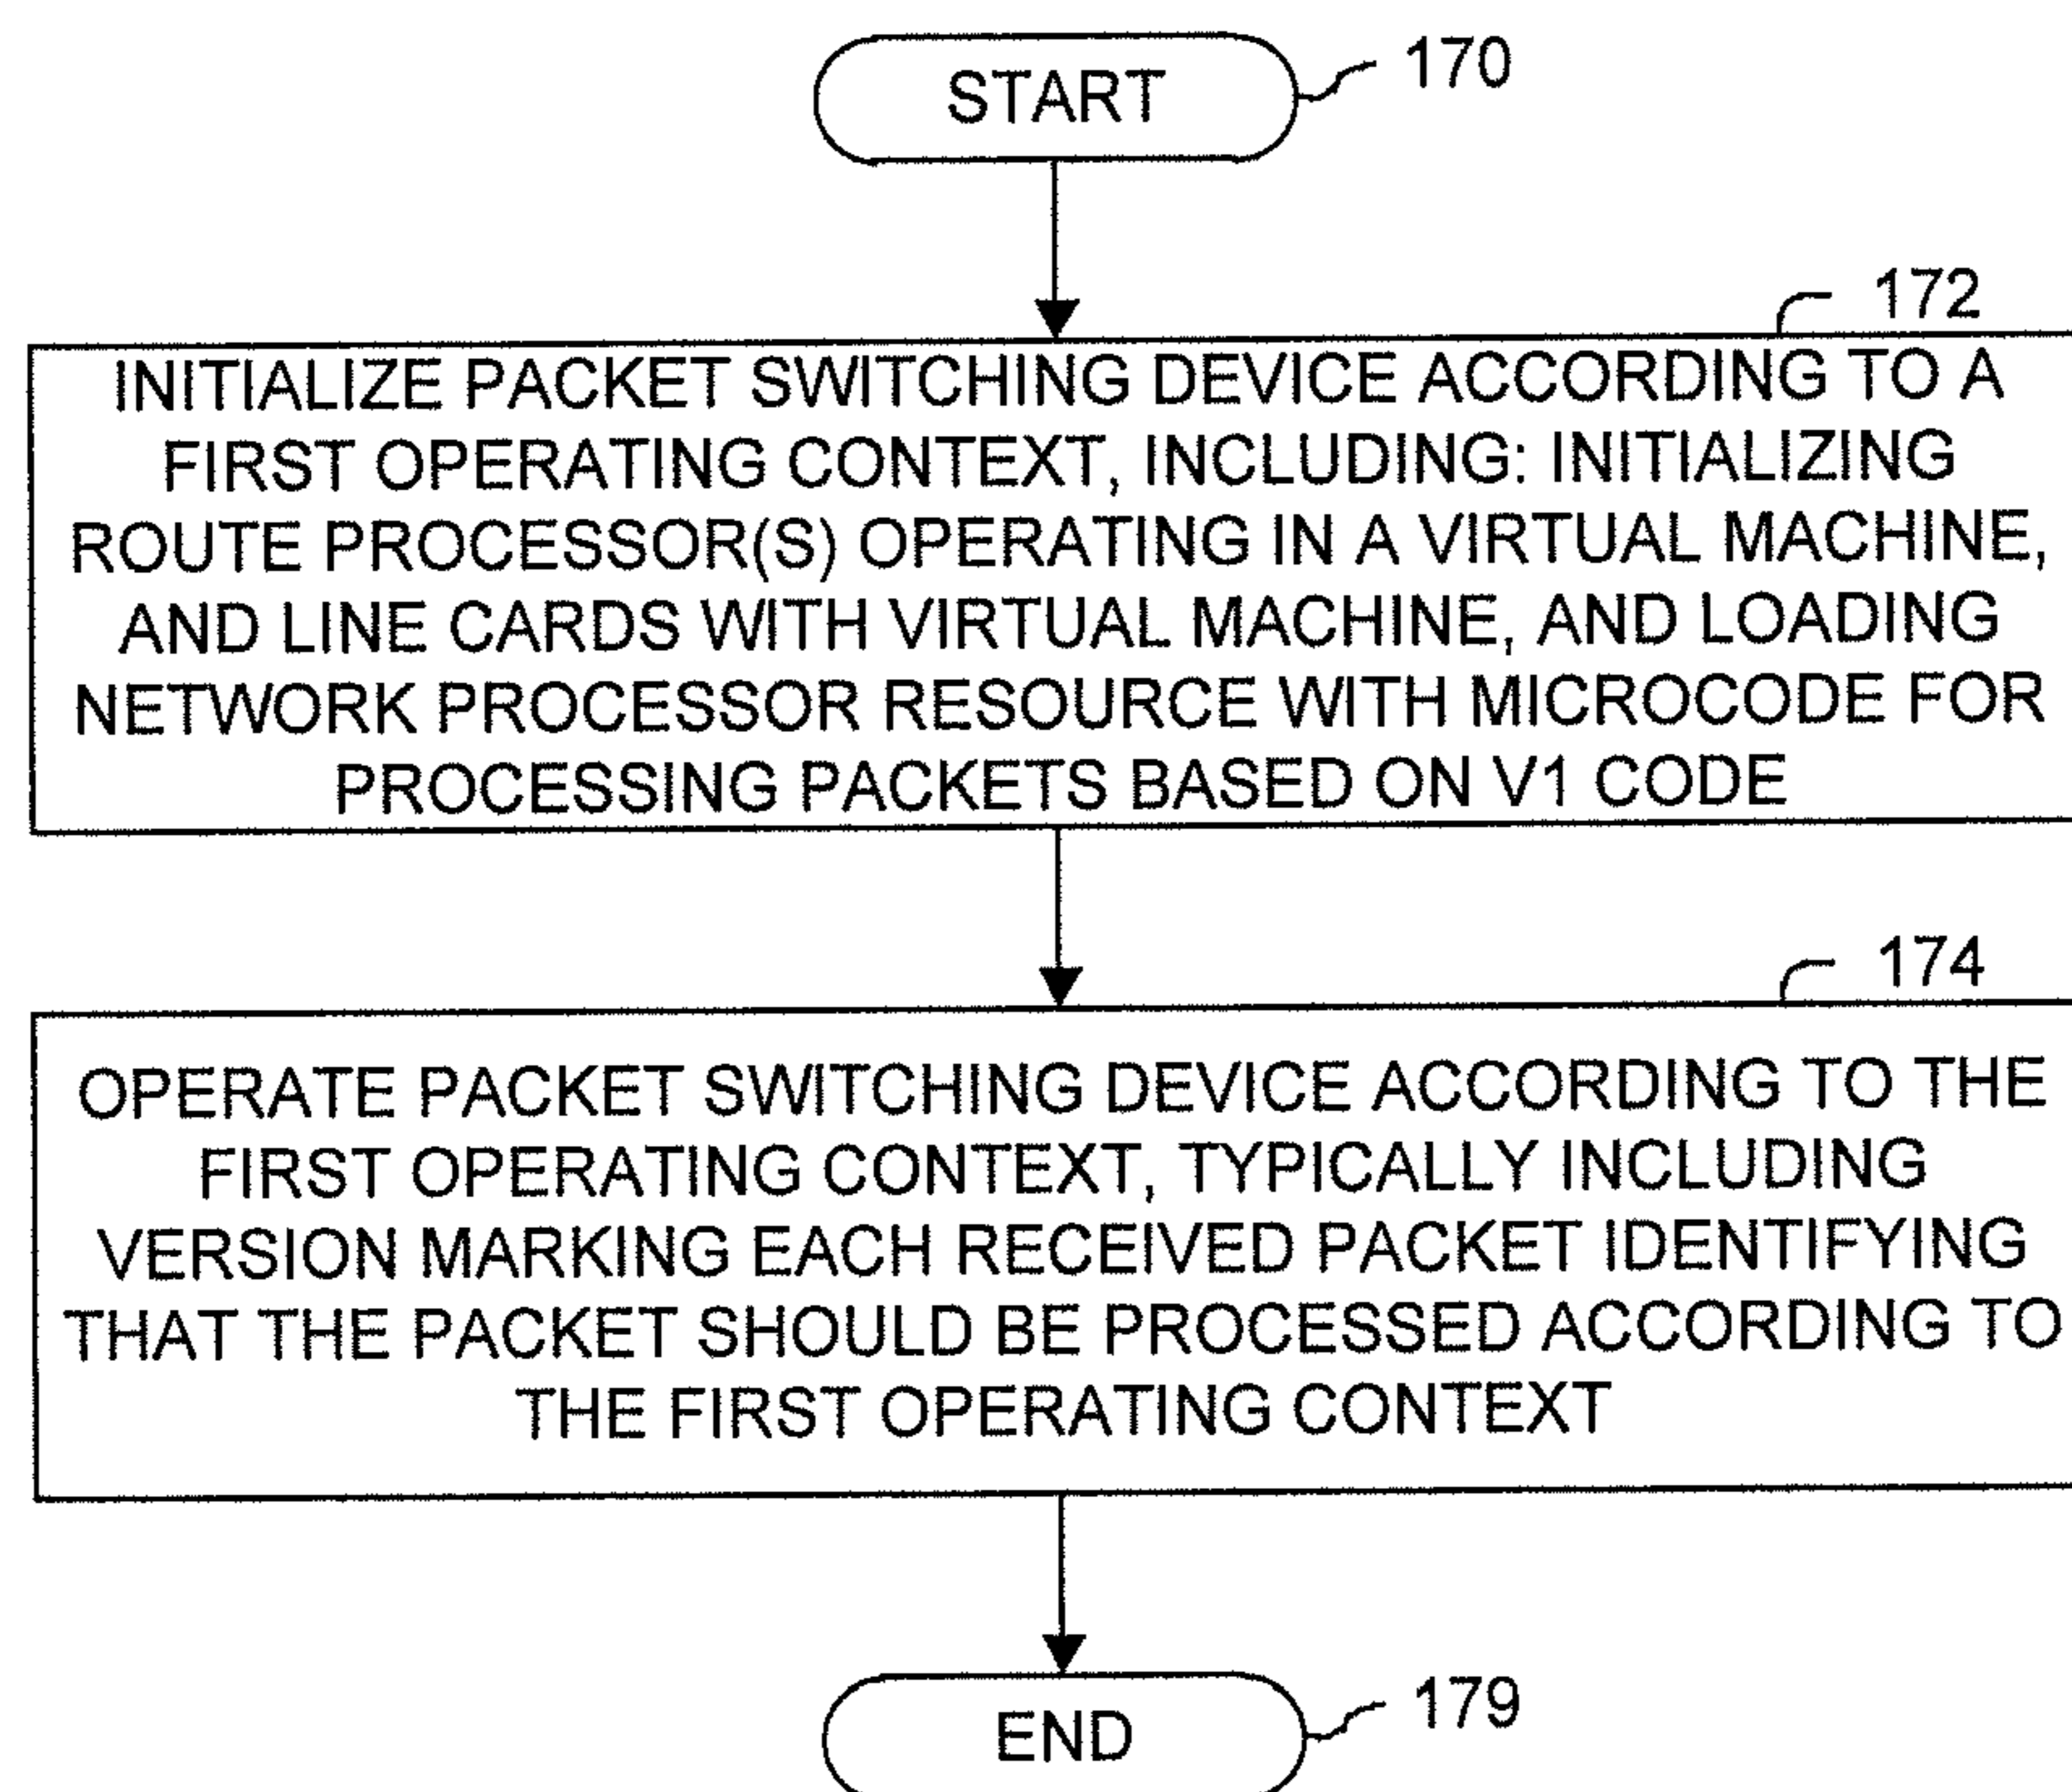 START
170
172
INITIALIZE PACKET SWITCHING DEVICE ACCORDING TO A
FIRST OPERATING CONTEXT, INCLUDING: INITIALIZING
ROUTE PROCESSOR(S) OPERATING IN A VIRTUAL MACHINE,
AND LINE CARDS WITH VIRTUAL MACHINE, AND LOADING
NETWORK PROCESSOR RESOURCE WITH MICROCODE FOR
PROCESSING PACKETS BASED ON V1 CODE
174
OPERATE PACKET SWITCHING DEVICE ACCORDING TO THE
FIRST OPERATING CONTEXT, TYPICALLY INCLUDING
VERSION MARKING EACH RECEIVED PACKET IDENTIFYING
THAT THE PACKET SHOULD BE PROCESSED ACCORDING TO
THE FIRST OPERATING CONTEXT
END
179